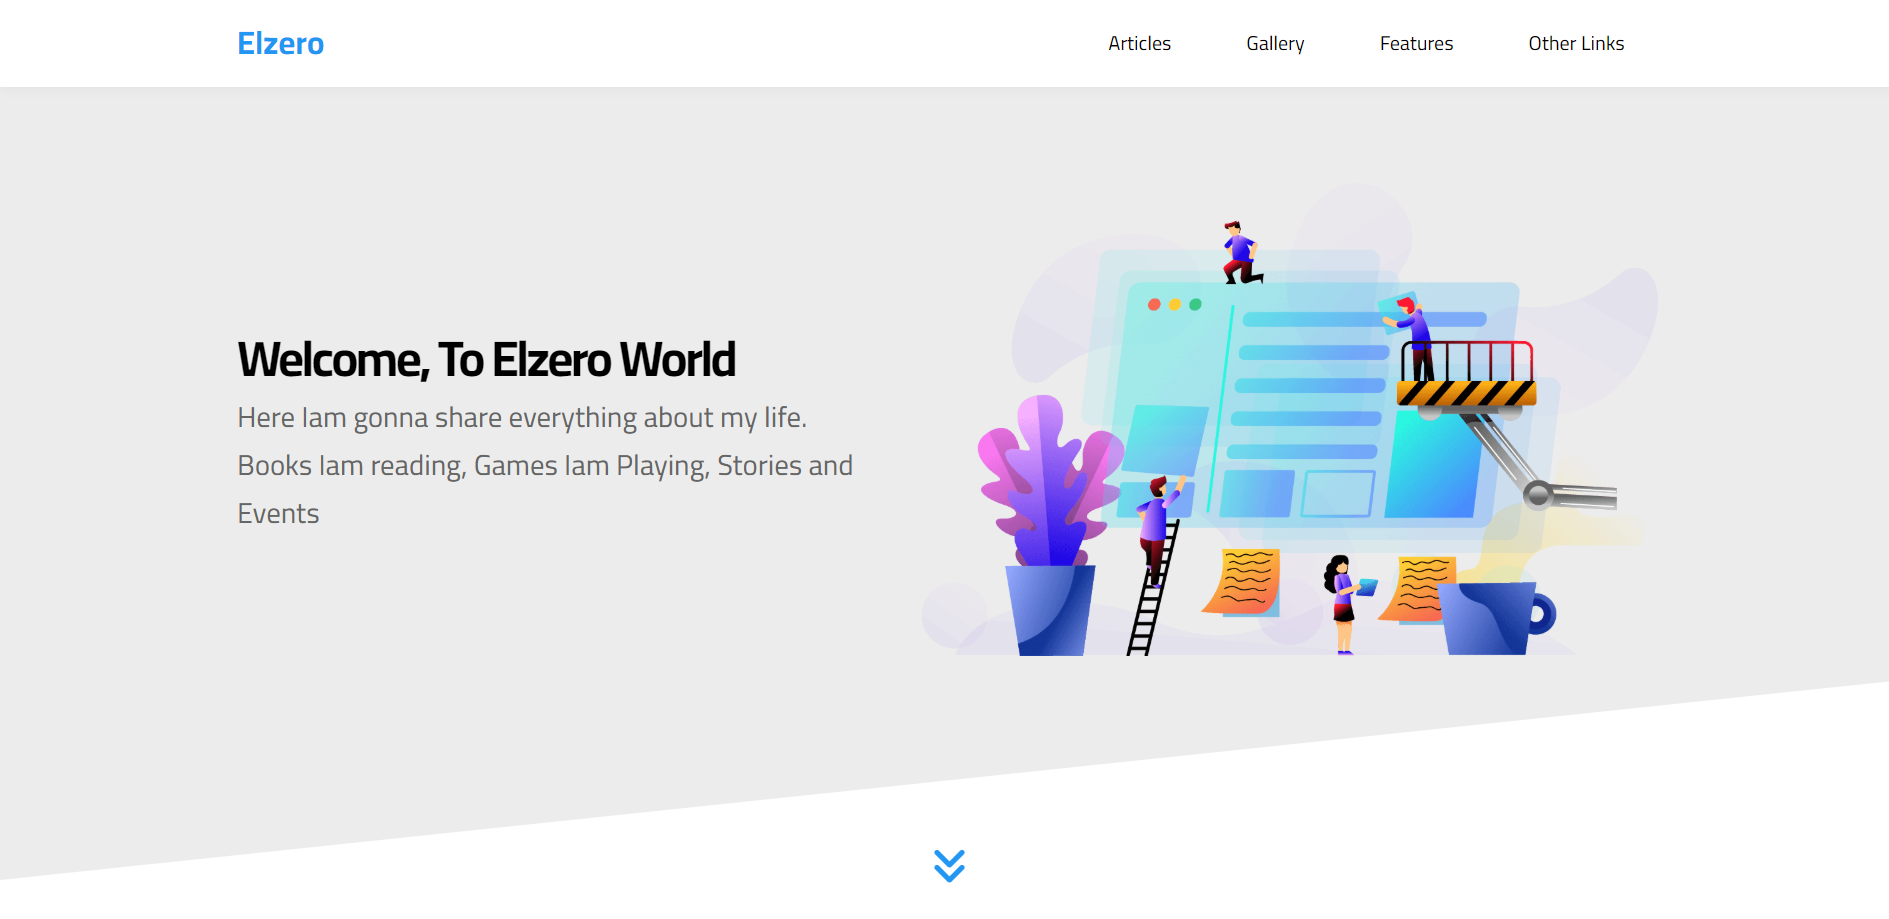 Elzero
Articles
Gallery
Features
Other Links
Welcome, To Elzero World
Here Iam gonna share everything about my life.
Books Iam reading, Games Iam Playing, Stories and
Events